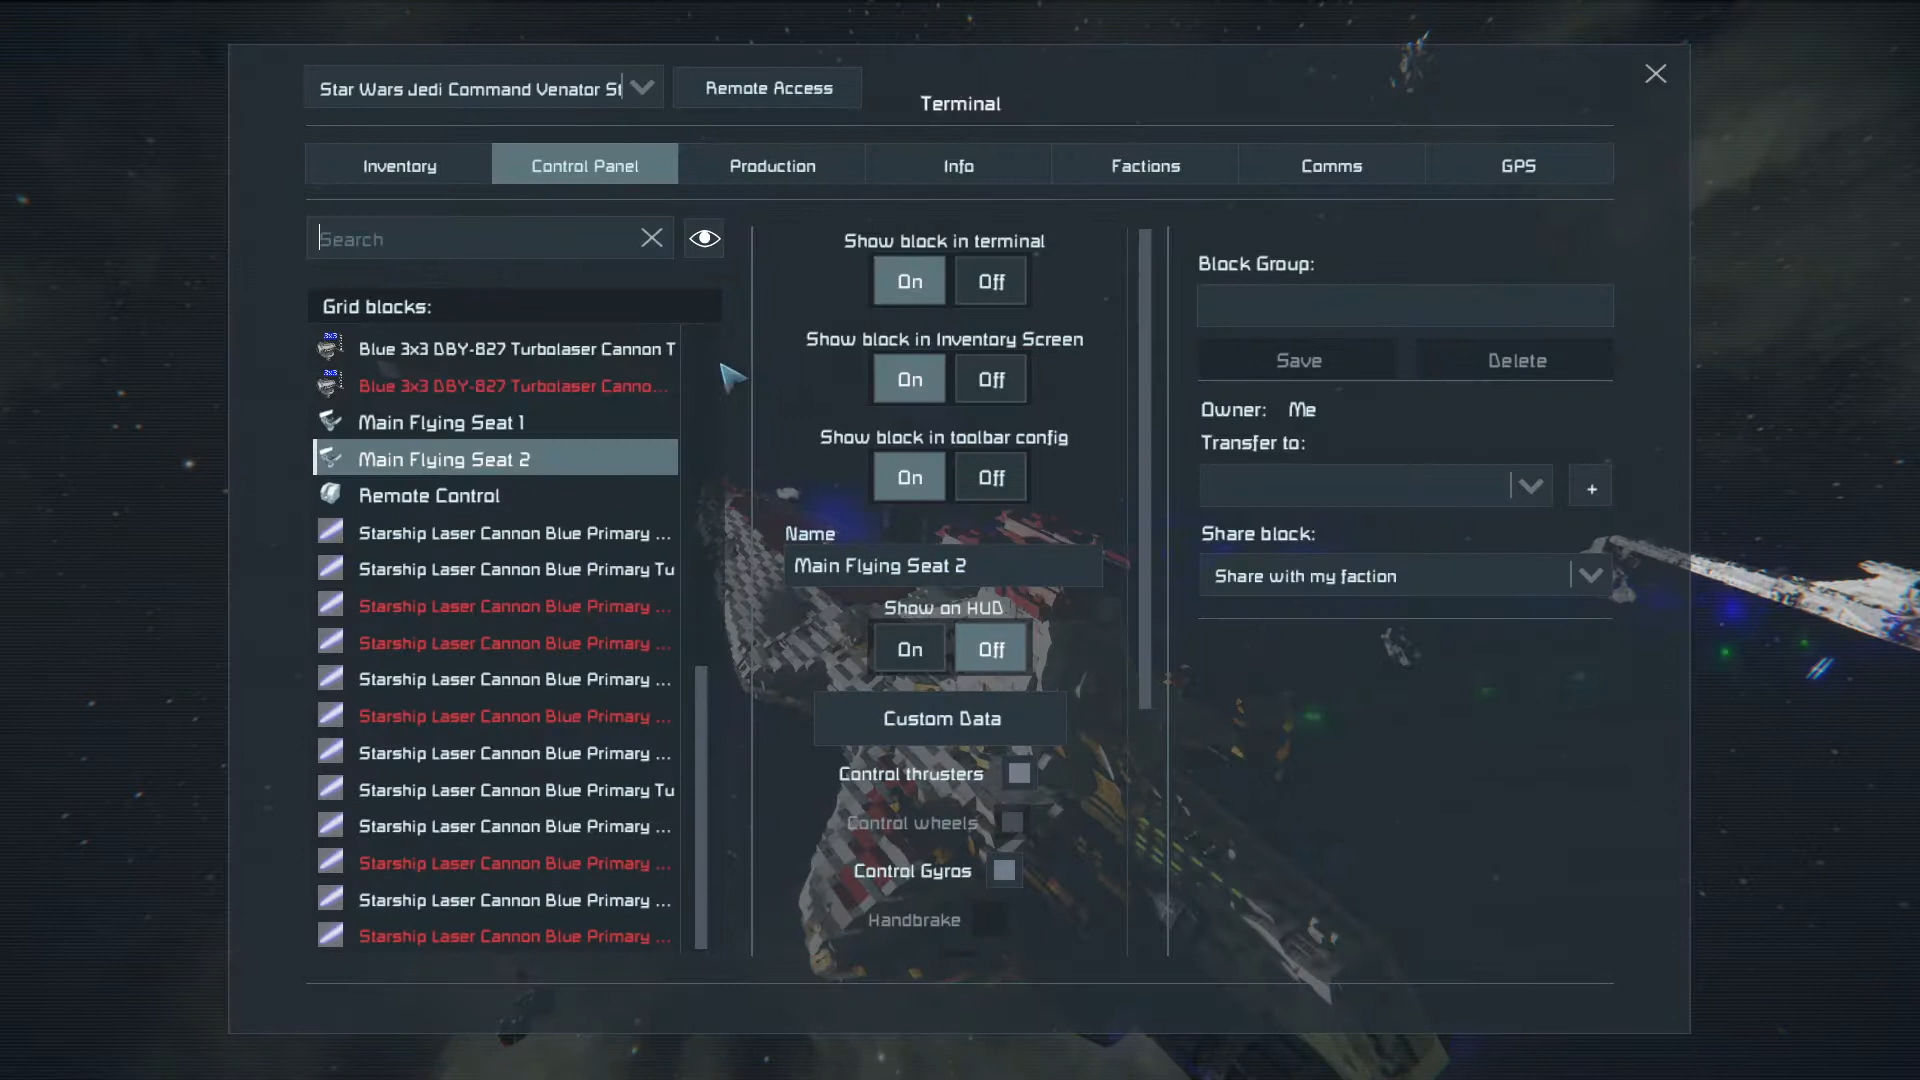 Star Wars Jedi Command Venator St
Remote Access
Terminal
Inventory
Control Panel
Production
Info
Factions
Comms
GPS
Search
Grid blocks:
3x3
Blue 3x3 DBY-827 Turbolaser Cannon T
3x3
Blue 3x3 DBY-827 Turbolaser Canno...
Main Flying Seat 1
Main Flying Seat 2
Remote Control
Starship Laser Cannon Blue Primary ...
Starship Laser Cannon Blue Primary Tu
Starship Laser Cannon Blue Primary ...
Starship Laser Cannon Blue Primary ...
Starship Laser Cannon Blue Primary ...
Starship Laser Cannon Blue Primary ...
Starship Laser Cannon Blue Primary ...
Starship Laser Cannon Blue Primary Tu
Starship Laser Cannon Blue Primary ...
Starship Laser Cannon Blue Primary ...
Starship Laser Cannon Blue Primary ...
Starship Laser Cannon Blue Primary ...
Show block in terminal
On Off
Show block in Inventory Screen
On Off
Show block in toolbar config
On Off
Name
Main Flying Seat 2
Show on HUD
On Off
Custom Data
Control thrusters
Control wheels
Control Gyros
Handbrake
Block Group:
Save Delete
Owner: Me
Transfer to:
+
Share block:
Share with my faction